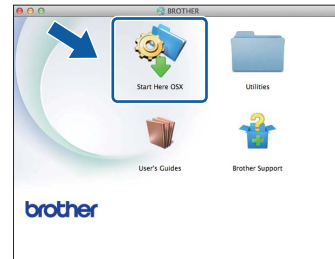 BROTHER
Start Here OSX
Utilities
User's Guides
Brother Support
brother